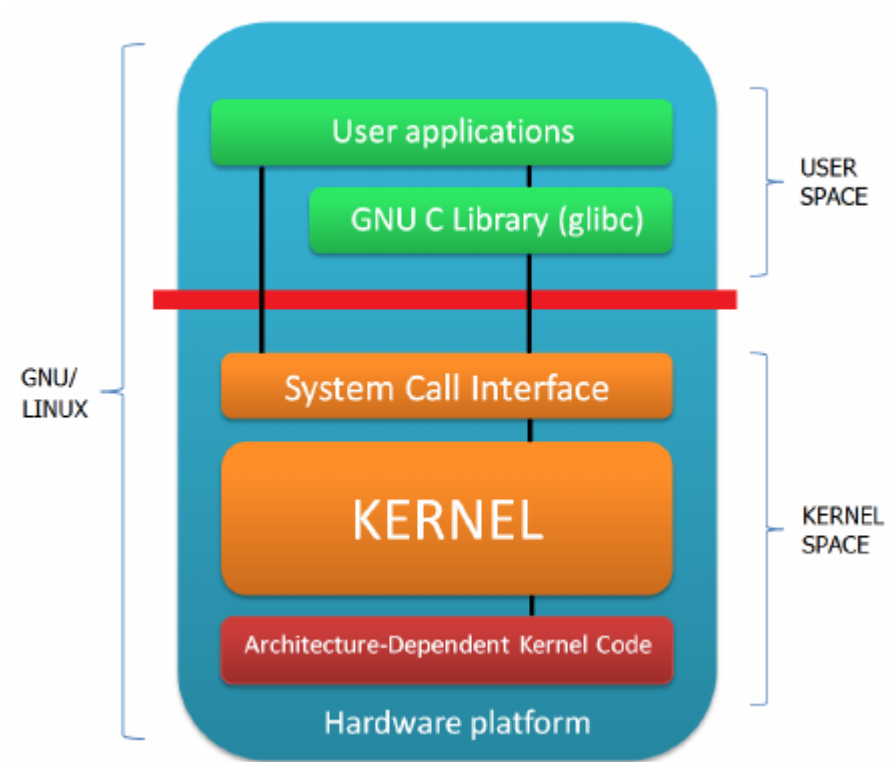 User applications
GNU C Library (glibc)
USER
SPACE
GNU/
LINUX
System Call Interface
KERNEL
KERNEL
SPACE
Architecture-Dependent Kernel Code
Hardware platform